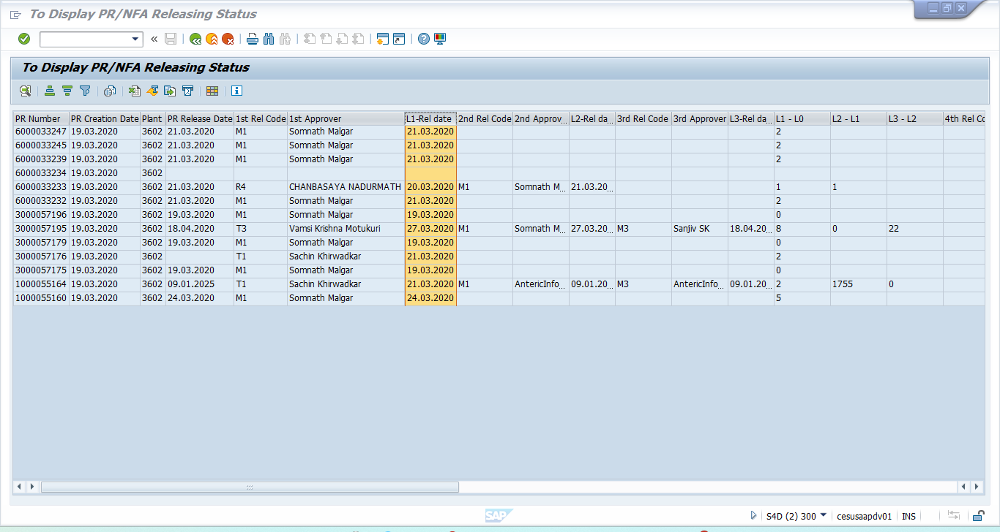 To Display PR/NFA Releasing Status
To Display PR/NFA Releasing Status
PR Number PR Creation Date Plant PR Release Date 1st Rel Code 1st Approver L1-Rel date 2nd Rel Code 2nd Approv... L2-Rel da... 3rd Rel Code 3rd Approver L3-Rel da... L1 - L0 L2 - L1 L3 - L2 4th Rel Co
6000033247 19.03.2020 3602 21.03.2020 M1 Somnath Malgar 21.03.2020 2
6000033245 19.03.2020 3602 21.03.2020 M1 Somnath Malgar 21.03.2020 2
6000033239 19.03.2020 3602 21.03.2020 M1 Somnath Malgar 21.03.2020 2
6000033234 19.03.2020 3602
6000033233 19.03.2020 3602 21.03.2020 R4 CHANBASAYA NADURMATH 20.03.2020 M1 Somnath M... 21.03.20... 1 1
6000033232 19.03.2020 3602 21.03.2020 M1 Somnath Malgar 21.03.2020 2
3000057196 19.03.2020 3602 19.03.2020 M1 Somnath Malgar 19.03.2020 0
3000057195 19.03.2020 3602 18.04.2020 T3 Vamsi Krishna Motukuri 27.03.2020 M1 Somnath M... 27.03.20... M3 Sanjiv SK 18.04.20... 8 0 22
3000057179 19.03.2020 3602 19.03.2020 M1 Somnath Malgar 19.03.2020 0
3000057176 19.03.2020 3602 T1 Sachin Khirwadkar 21.03.2020 2
3000057175 19.03.2020 3602 19.03.2020 M1 Somnath Malgar 19.03.2020 0
1000055164 19.03.2020 3602 09.01.2025 T1 Sachin Khirwadkar 21.03.2020 M1 AntericInfo... 09.01.20... M3 AntericInfo... 09.01.20... 2 1755 0
1000055160 19.03.2020 3602 24.03.2020 M1 Somnath Malgar 24.03.2020 5
SAP S4D (2) 300 cesusaapdv01 INS